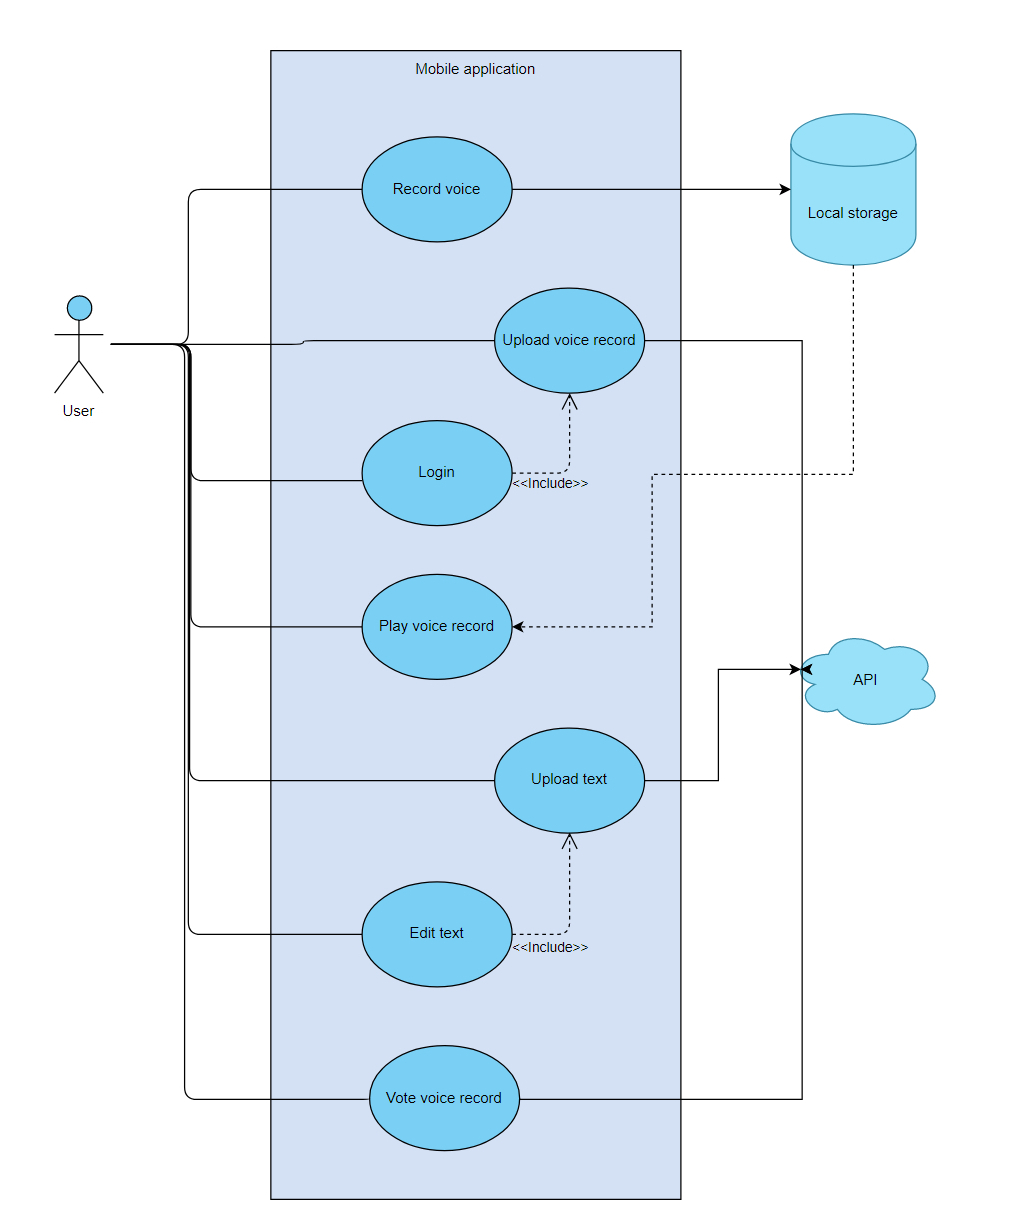 Mobile application
Record voice
Local storage
Upload voice record
User
Login
<<Include>>
Play voice record
API
Upload text
Edit text
<<Include>>
Vote voice record